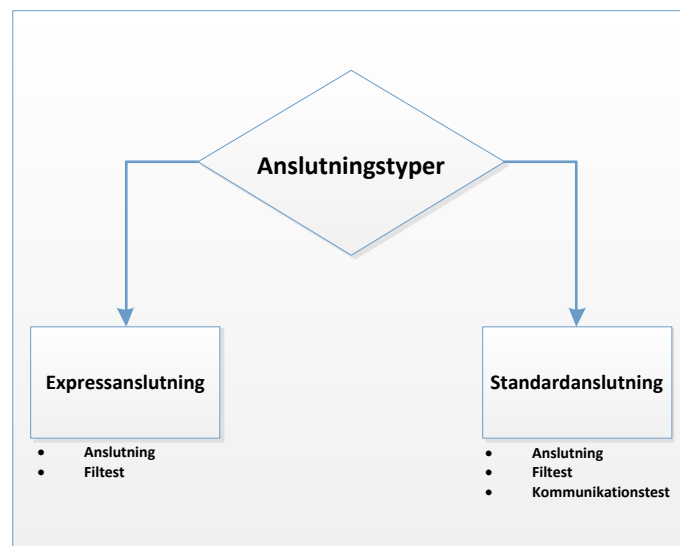 Anslutningstyper
Expressanslutning
• Anslutning
• Filtest
Standardanslutning
• Anslutning
• Filtest
• Kommunikationstest